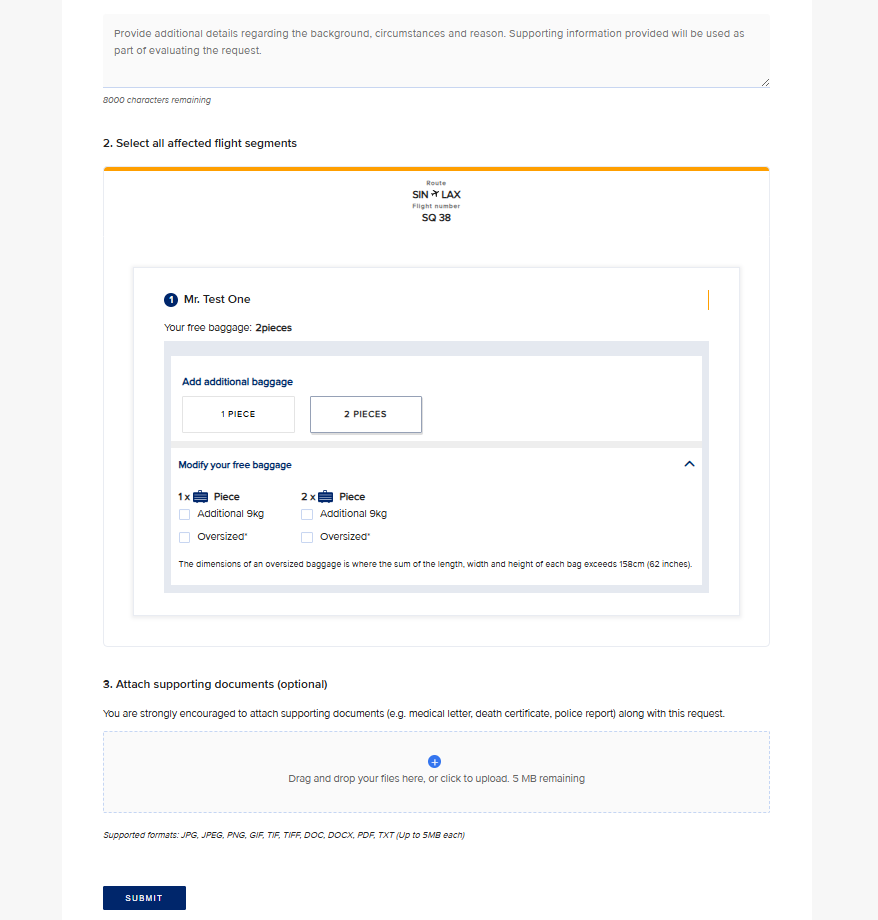 Provide additional details regarding the background, circumstances and reason. Supporting information provided will be used as
part of evaluating the request.
8000 characters remaining
2. Select all affected flight segments
Route
SIN LAX
Flight number
SQ 38
1 Mr. Test One
Your free baggage: 2pieces
Add additional baggage
1 PIECE 2 PIECES
Modify your free baggage
1 x Piece 2 x Piece
Additional 9kg Additional 9kg
Oversized* Oversized*
The dimensions of an oversized baggage is where the sum of the length, width and height of each bag exceeds 158cm (62 inches).
3. Attach supporting documents (optional)
You are strongly encouraged to attach supporting documents (e.g. medical letter, death certificate, police report) along with this request.
Drag and drop your files here, or click to upload. 5 MB remaining
Supported formats: JPG, JPEG, PNG, GIF, TIF, TIFF, DOC, DOCX, PDF, TXT (Up to 5MB each)
SUBMIT